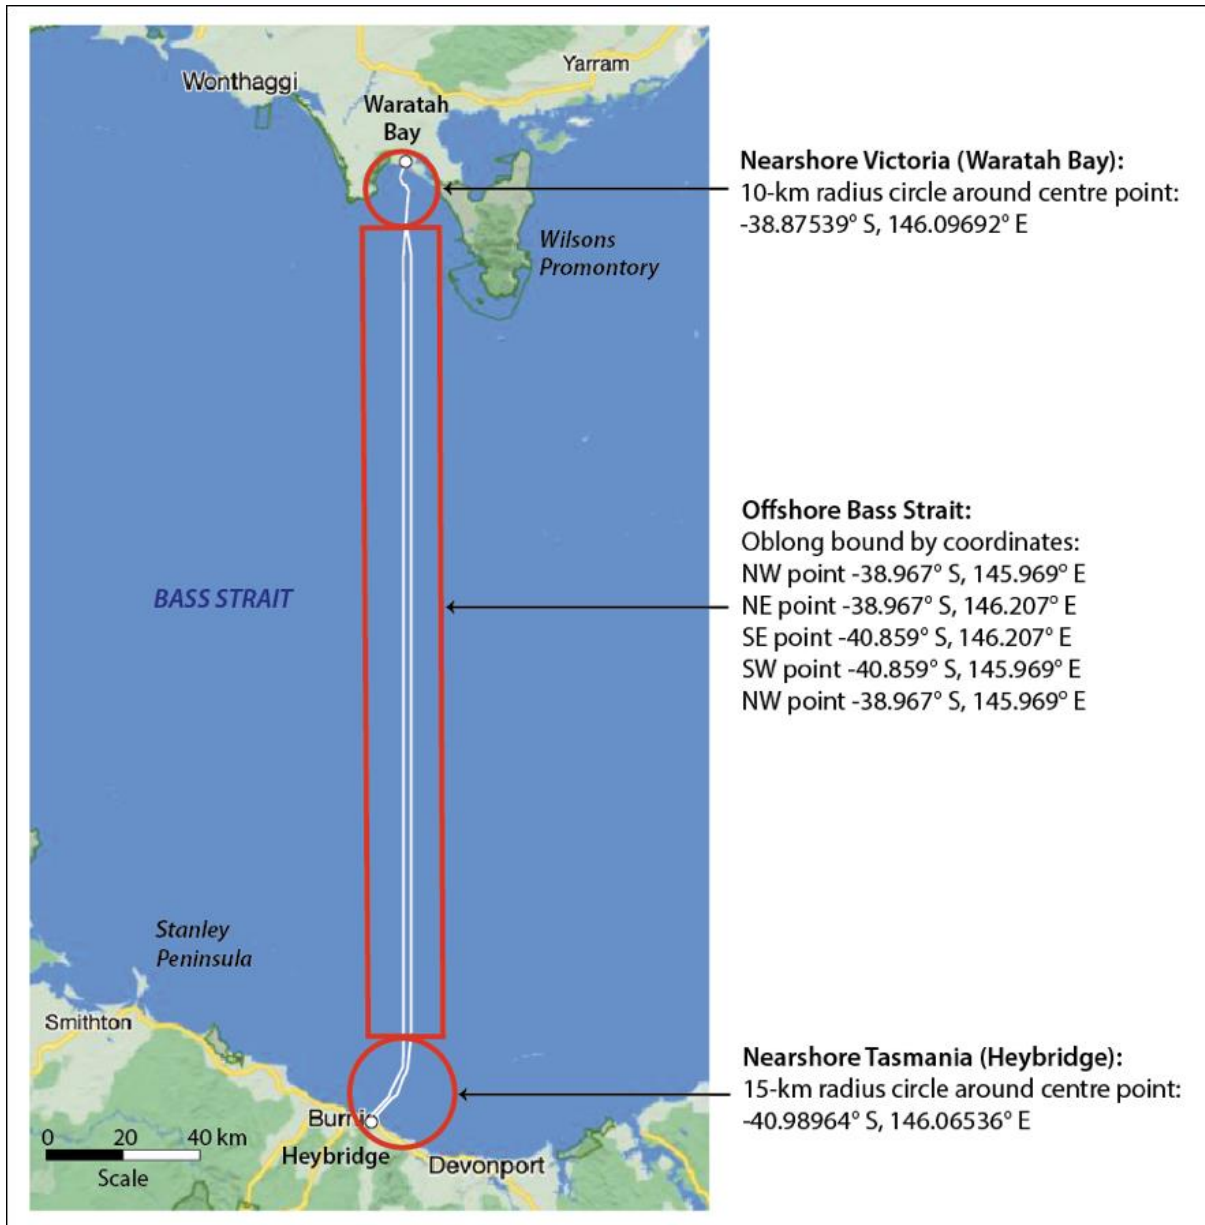 Wonthaggi
Yarram
Waratah
Bay
Wilsons
Promontory
Nearshore Victoria (Waratah Bay):
10-km radius circle around centre point:
-38.87539° S, 146.09692° E
BASS STRAIT
Offshore Bass Strait:
Oblong bound by coordinates:
NW point -38.967° S, 145.969° E
NE point -38.967° S, 146.207° E
SE point -40.859° S, 146.207° E
SW point -40.859° S, 145.969° E
NW point -38.967° S, 145.969° E
Stanley
Peninsula
Smithton
Burni
Heybridge
Devonport
0 20 40 km
Scale
Nearshore Tasmania (Heybridge):
15-km radius circle around centre point:
-40.98964° S, 146.06536° E